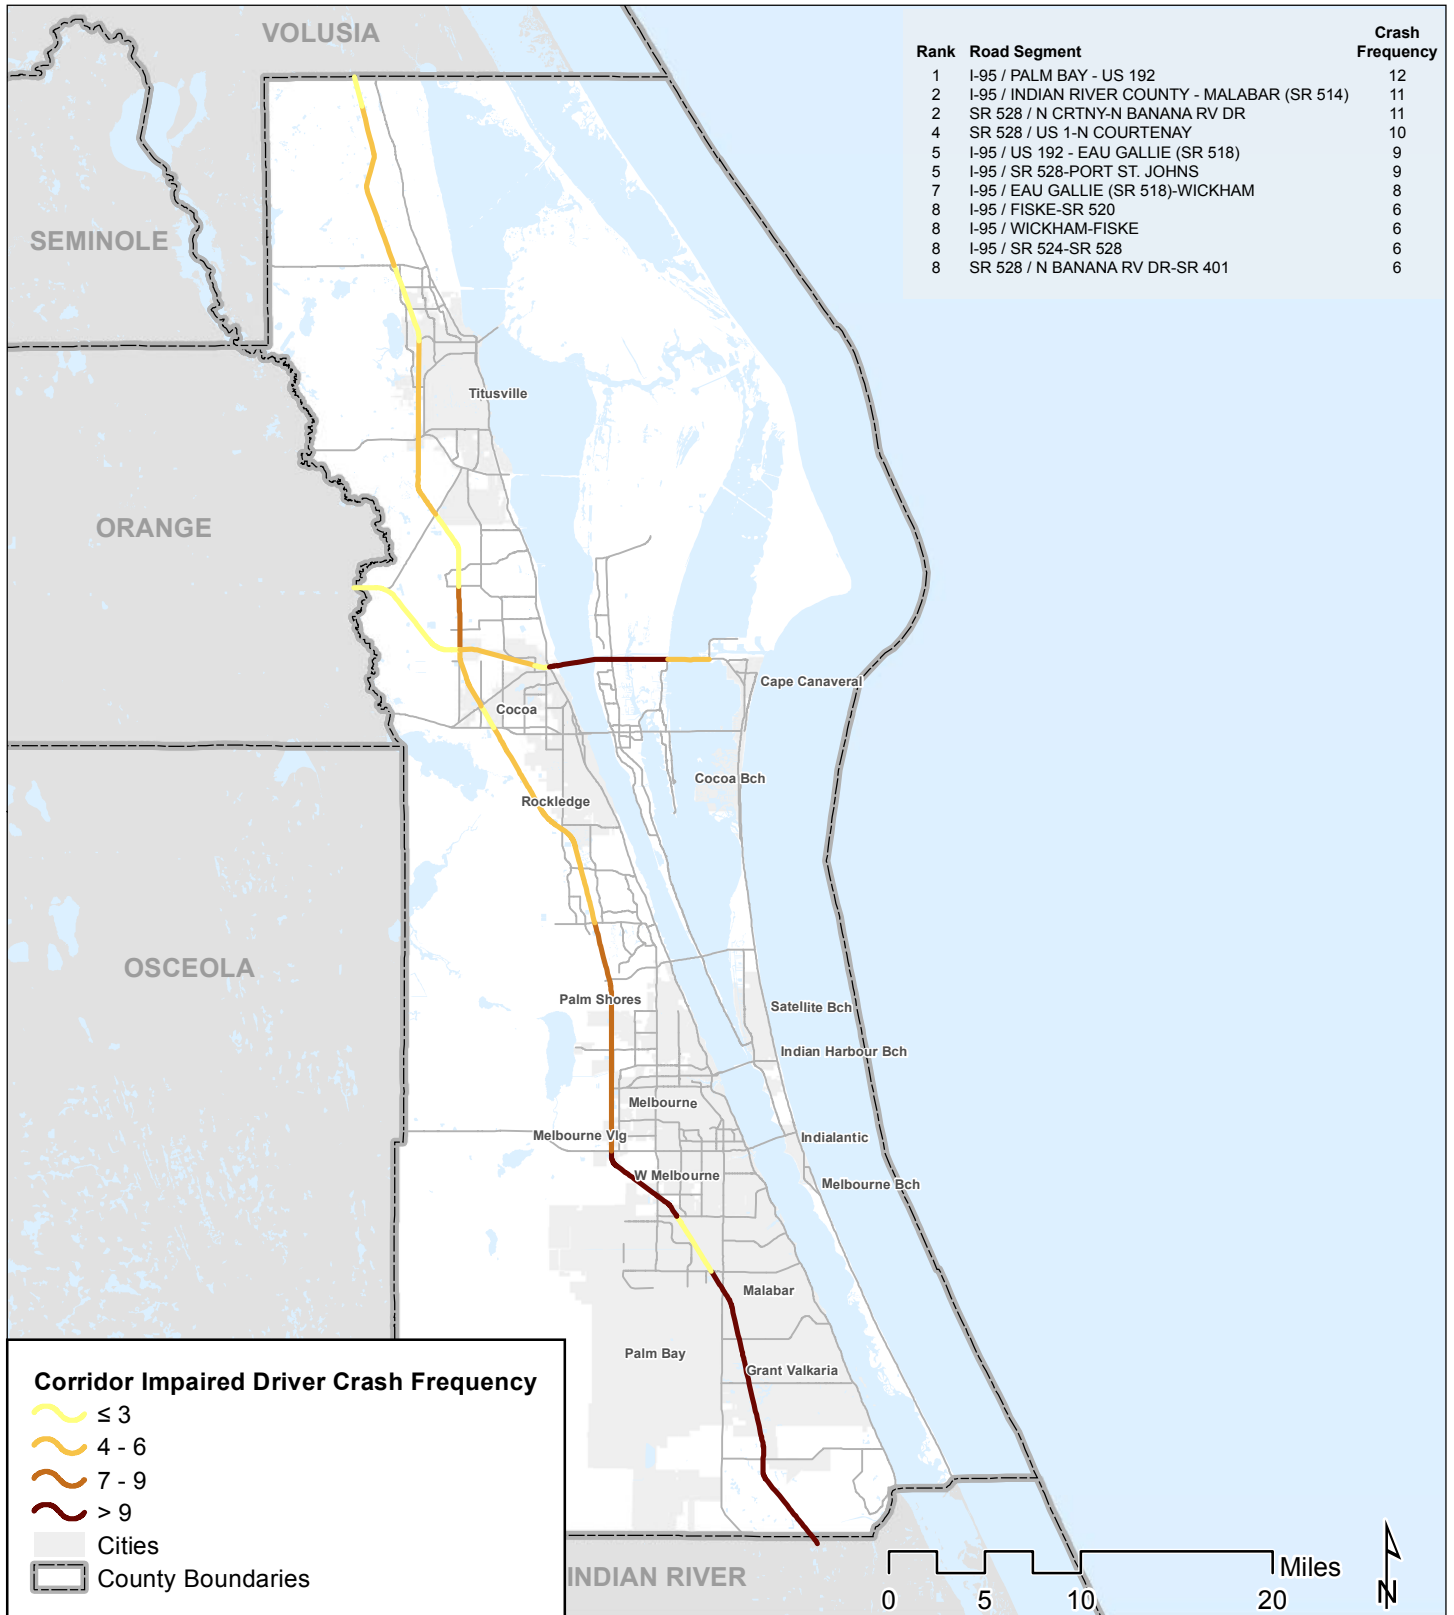 VOLUSIA
Crash
Rank Road Segment Frequency
1 I-95 / PALM BAY - US 192 12
2 I-95 / INDIAN RIVER COUNTY - MALABAR (SR 514) 11
2 SR 528 / N CRTNY-N BANANA RV DR 11
4 SR 528 / US 1-N COURTENAY 10
5 I-95 / US 192 - EAU GALLIE (SR 518) 9
5 I-95 / SR 528-PORT ST. JOHNS 9
7 I-95 / EAU GALLIE (SR 518)-WICKHAM 8
8 I-95 / FISKE-SR 520 6
8 I-95 / WICKHAM-FISKE 6
8 I-95 / SR 524-SR 528 6
8 SR 528 / N BANANA RV DR-SR 401 6
SEMINOLE
Titusville
ORANGE
Cape Canaveral
Cocoa
Cocoa Bch
Rockledge
OSCEOLA
Palm Shores
Satellite Bch
Indian Harbour Bch
Melbourne
Melbourne Vlg
Indialantic
W Melbourne
Melbourne Bch
Malabar
Palm Bay
Grant Valkaria
Corridor Impaired Driver Crash Frequency
≤ 3
4 - 6
7 - 9
> 9
Cities
County Boundaries
INDIAN RIVER
Miles
0 5 10 20
N